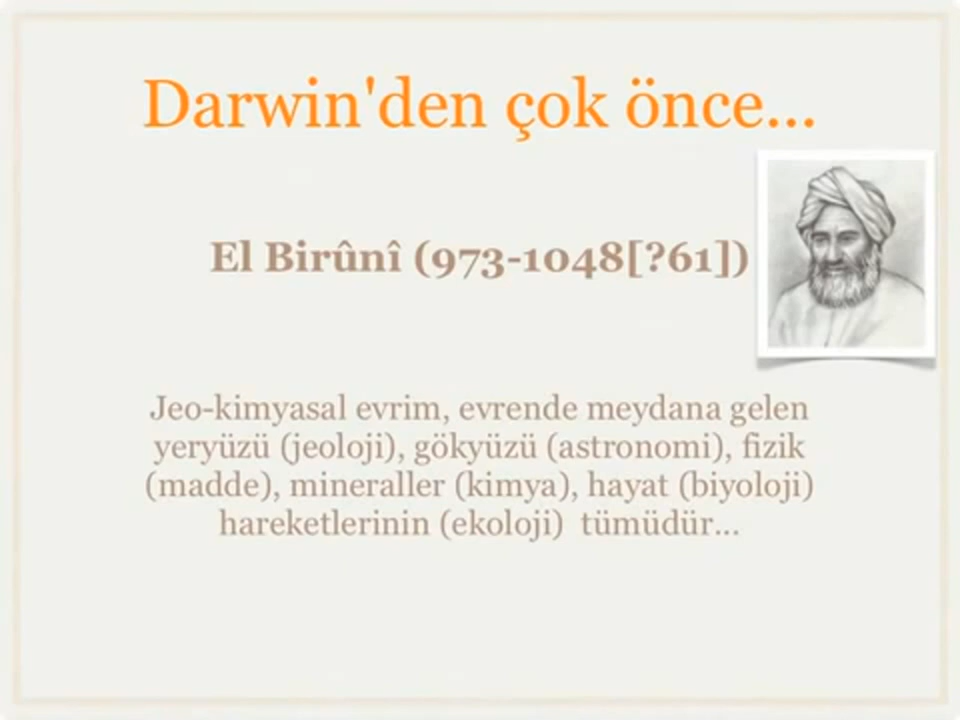 Darwin'den çok önce...
El Birûnî (973-1048[?61])
Jeo-kimyasal evrim, evrende meydana gelen
yeryüzü (jeoloji), gökyüzü (astronomi), fizik
(madde), mineraller (kimya), hayat (biyoloji)
hareketlerinin (ekoloji)  tümüdür...